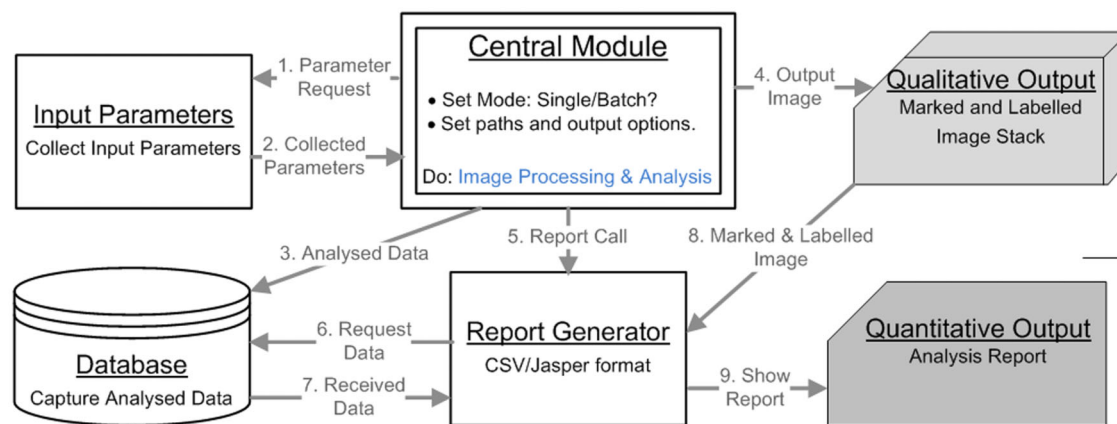 Central Module
• Set Mode: Single/Batch?
• Set paths and output options.
Do: Image Processing & Analysis
1. Parameter
Request
Input Parameters
Collect Input Parameters
2. Collected
Parameters
4. Output
Image
Qualitative Output
Marked and Labelled
Image Stack
3. Analysed Data
5. Report Call
8. Marked & Labelled
Image
Database
Capture Analysed Data
6. Request
Data
7. Received
Data
Report Generator
CSV/Jasper format
9. Show
Report
Quantitative Output
Analysis Report